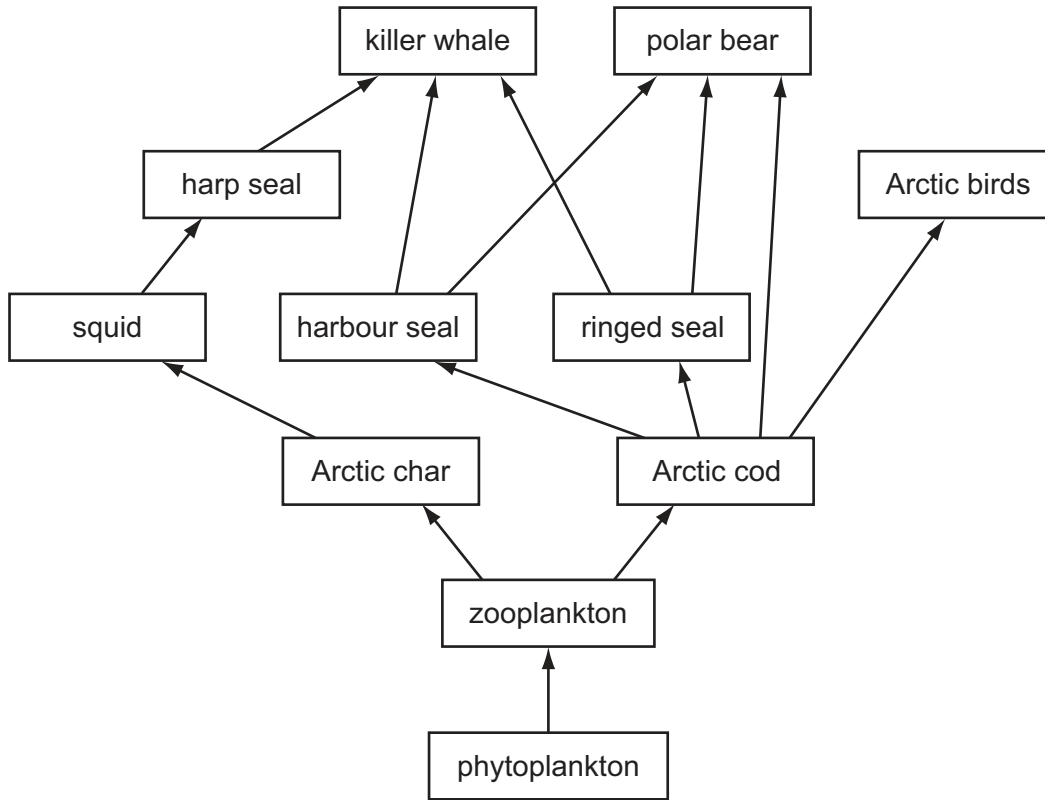 killer whale
polar bear
harp seal
Arctic birds
squid
harbour seal
ringed seal
Arctic char
Arctic cod
zooplankton
phytoplankton